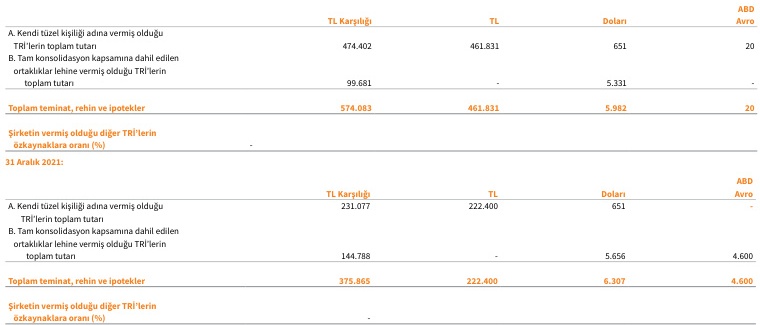 ABD
TL Karşılığı TL Doları Avro
A. Kendi tüzel kişiliği adına vermiş olduğu
TRİ'lerin toplam tutarı 474.402 461.831 651 20
B. Tam konsolidasyon kapsamına dahil edilen
ortaklıklar lehine vermiş olduğu TRİ'lerin
toplam tutarı 99.681 - 5.331 -
Toplam teminat, rehin ve ipotekler 574.083 461.831 5.982 20
Şirketin vermiş olduğu diğer TRİ'lerin
özkaynaklara oranı (%) -
31 Aralık 2021:
ABD
TL Karşılığı TL Doları Avro
A. Kendi tüzel kişiliği adına vermiş olduğu 231.077 222.400 651 -
TRİ'lerin toplam tutarı
B. Tam konsolidasyon kapsamına dahil edilen
ortaklıklar lehine vermiş olduğu TRİ'lerin
toplam tutarı 144.788 - 5.656 4.600
Toplam teminat, rehin ve ipotekler 375.865 222.400 6.307 4.600
Şirketin vermiş olduğu diğer TRİ'lerin
özkaynaklara oranı (%) -